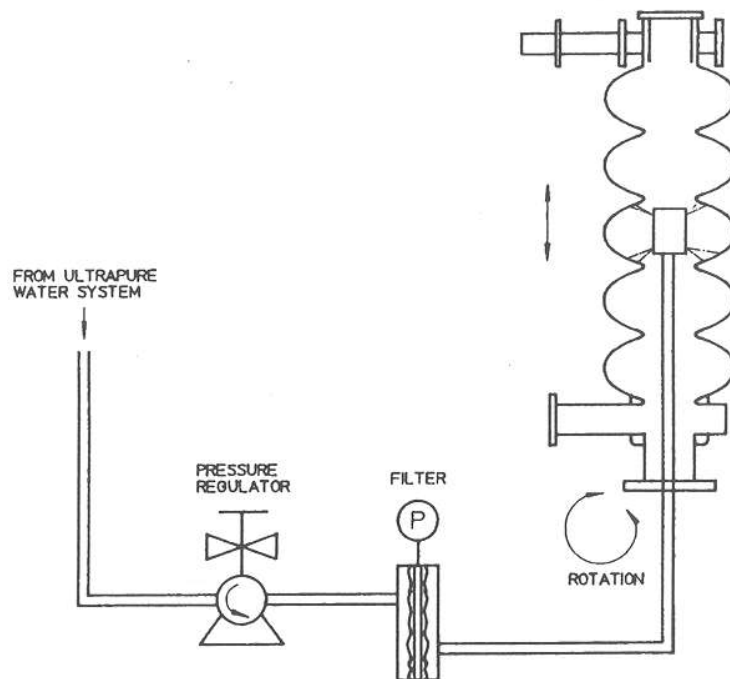 FROM ULTRAPURE
WATER SYSTEM
PRESSURE
REGULATOR
FILTER
P
ROTATION